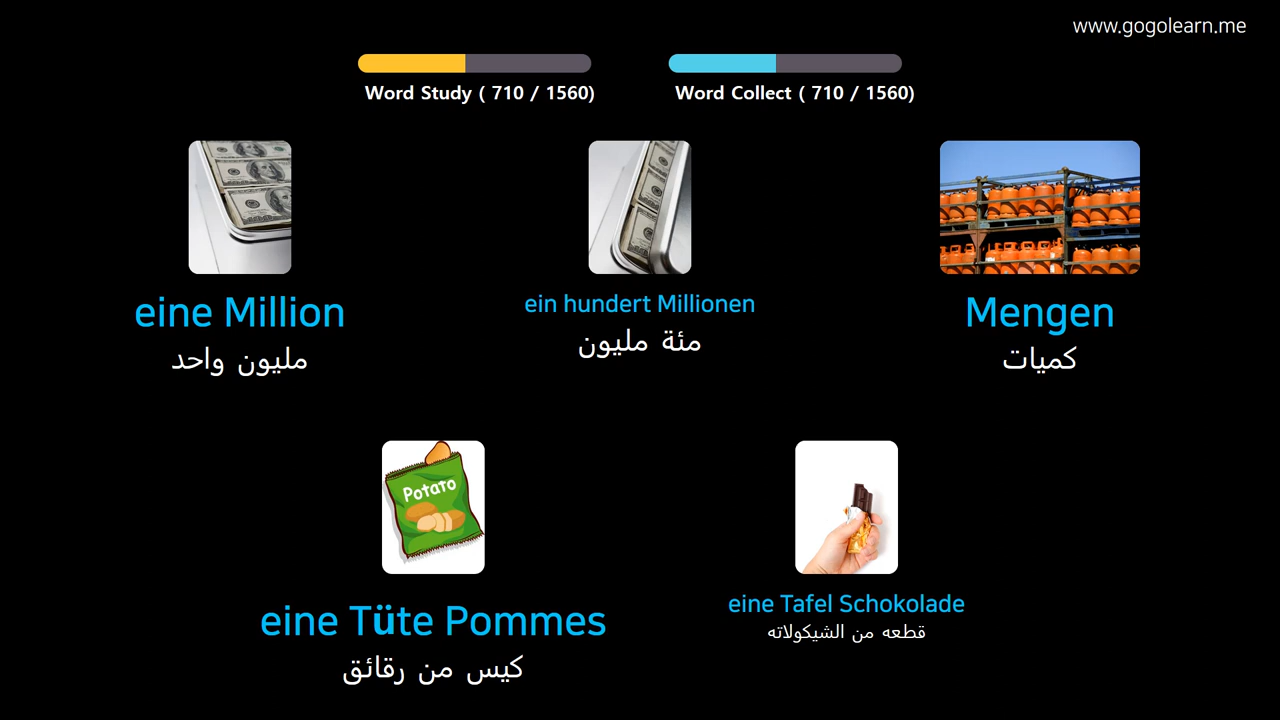 www.gogolearn.me
Word Study ( 710 / 1560)
Word Collect ( 710 / 1560)
eine Million
مليون واحد
ein hundert Millionen
مئة مليون
Mengen
كميات
Potato
eine Tüte Pommes
كيس من رقائق
eine Tafel Schokolade
قطعه من الشيكولاته